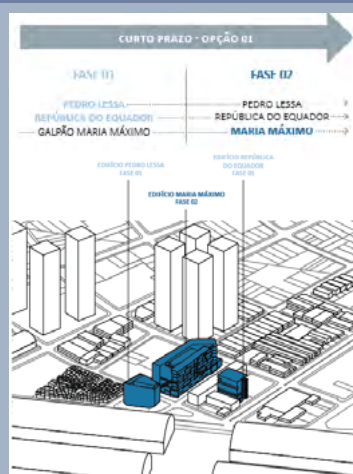 CURTO PRAZO - OPÇÃO 01
FASE 01
FASE 02
PEDRO LESSA
PEDRO LESSA
REPÚBLICA DO EQUADOR
REPÚBLICA DO EQUADOR
GALPÃO MARIA MÁXIMO
MARIA MÁXIMO
EDIFÍCIO PEDRO LESSA
FASE 01
EDIFÍCIO REPÚBLICA
DO EQUADOR
FASE 01
EDIFÍCIO MARIA MÁXIMO
FASE 02